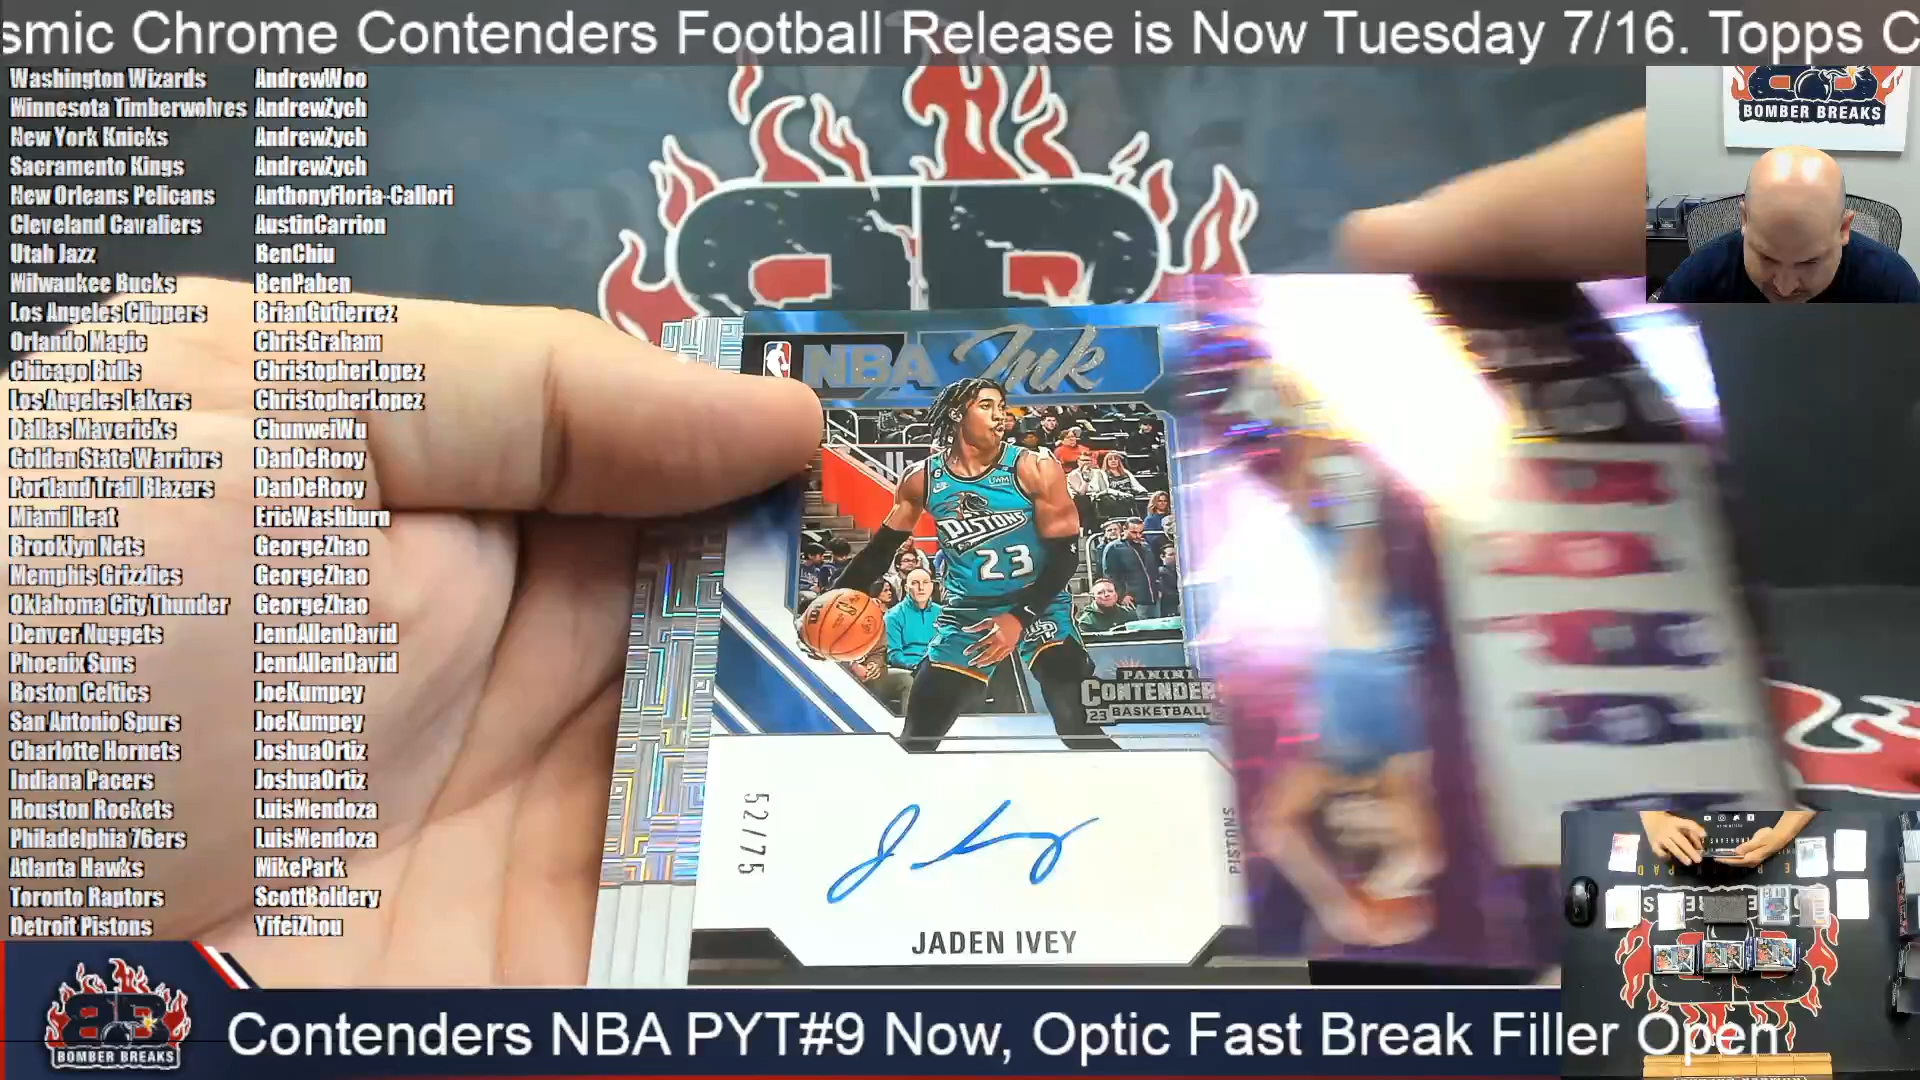 smic Chrome Contenders Football Release is Now Tuesday 7/16. Topps C
Washington Wizards AndrewWoo
Minnesota Timberwolves AndrewZych
New York Knicks AndrewZych
Sacramento Kings AndrewZych
New Orleans Pelicans AnthonyFloria-Callori
Cleveland Cavaliers AustinCarrion
Utah Jazz BenChiu
Milwaukee Bucks BenPahen
Los Angeles Clippers BrianGutierrez
Orlando Magic ChrisGraham
Chicago Bulls ChristopherLopez
Los Angeles Lakers ChristopherLopez
Dallas Mavericks ChunweiWu
Golden State Warriors DanDeRooy
Portland Trail Blazers DanDeRooy
Miami Heat EricWashburn
Brooklyn Nets GeorgeZhao
Memphis Grizzlies GeorgeZhao
Oklahoma City Thunder GeorgeZhao
Denver Nuggets JennAllenDavid
Phoenix Suns JennAllenDavid
Boston Celtics JoeKumpey
San Antonio Spurs JoeKumpey
Charlotte Hornets JoshuaOrtiz
Indiana Pacers JoshuaOrtiz
Houston Rockets LuisMendoza
Philadelphia 76ers LuisMendoza
Atlanta Hawks MikePark
Toronto Raptors ScottBoldery
Detroit Pistons YifeiZhou
BOMBER BREAKS
NBA Ink
PISTONS
23
PANINI
CONTENDERS
23 BASKETBALL
52/75
PISTONS
JADEN IVEY
BOMBER BREAKS
Contenders NBA PYT#9 Now, Optic Fast Break Filler Open